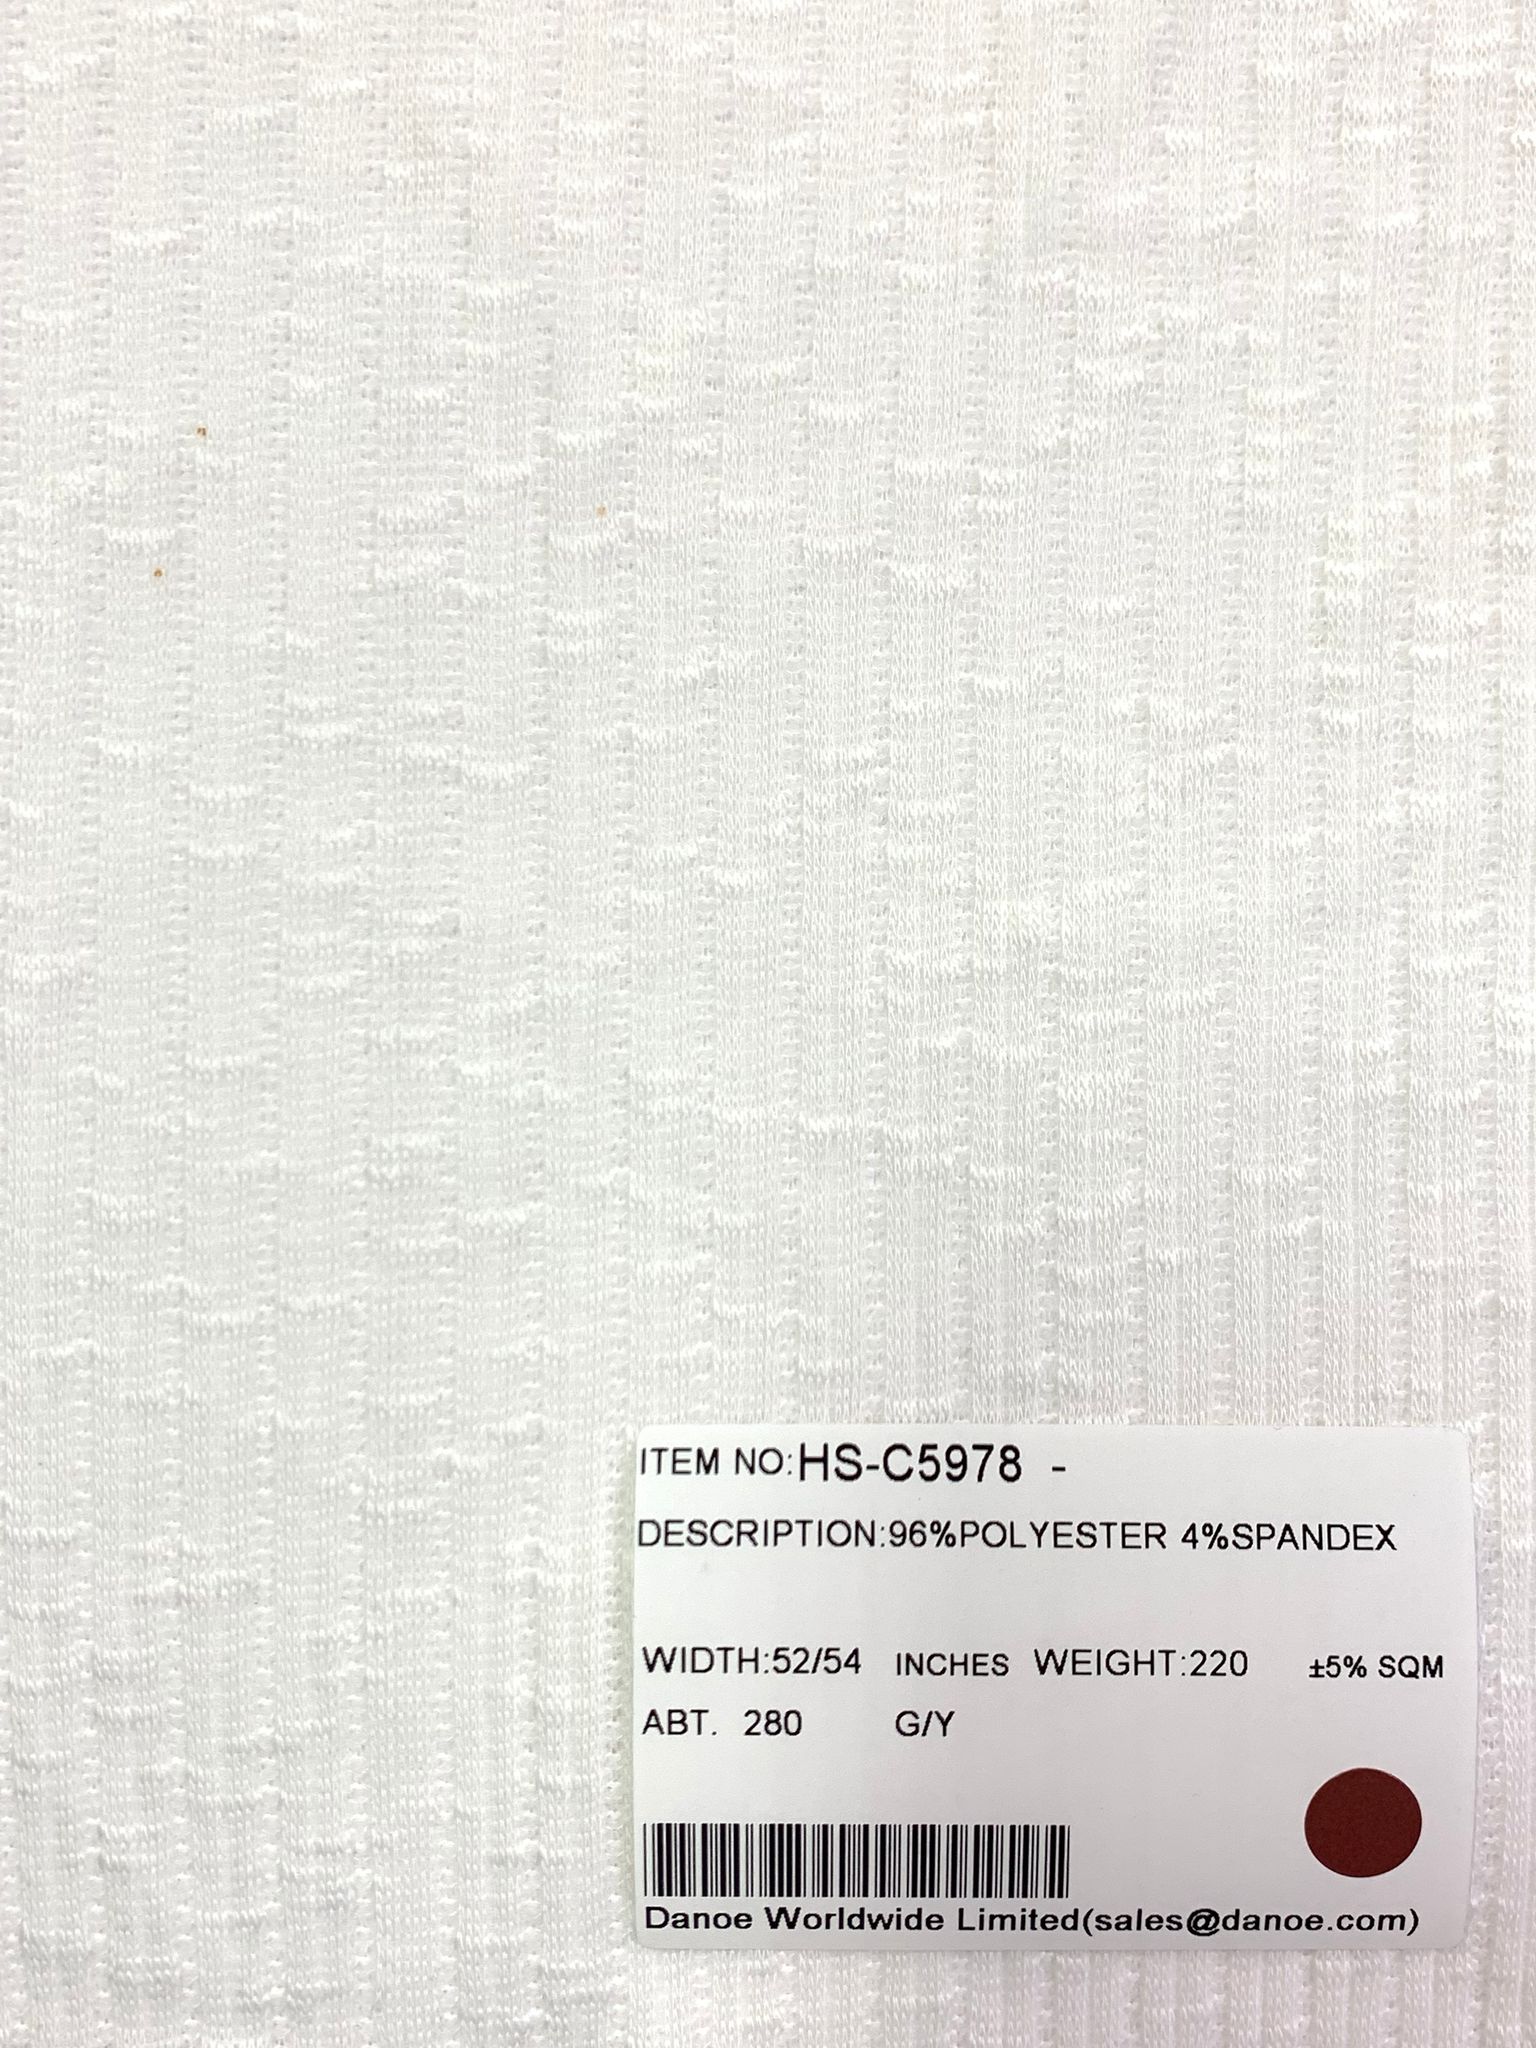 ITEM NO:HS-C5978 -
DESCRIPTION:96%POLYESTER 4%SPANDEX
WIDTH:52/54 INCHES WEIGHT:220 ±5% SQM
ABT. 280 G/Y
Danoe Worldwide Limited(sales@danoe.com)